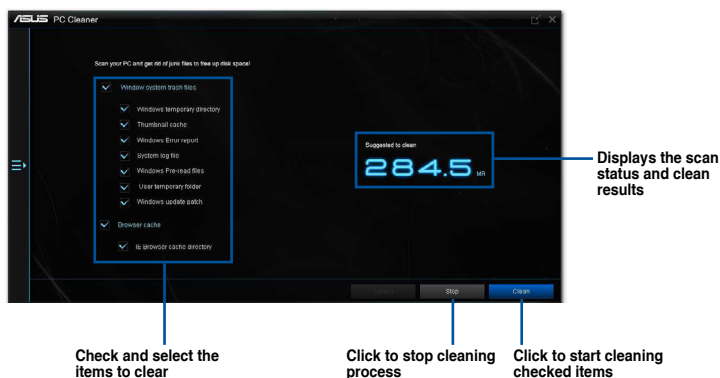 ASUS PC Cleaner
Scan your PC and get rid of junk files to free up disk space!
Window system trash files
Windows temporary directory
Thumbnail cache
Windows Error report
System log file
Windows Pre-read files
User temporary folder
Windows update patch
Browser cache
IE Browser cache directory
Suggested to clean
284.5 MB
Stop
Clean
Displays the scan
status and clean
results
Check and select the
items to clear
Click to stop cleaning
process
Click to start cleaning
checked items